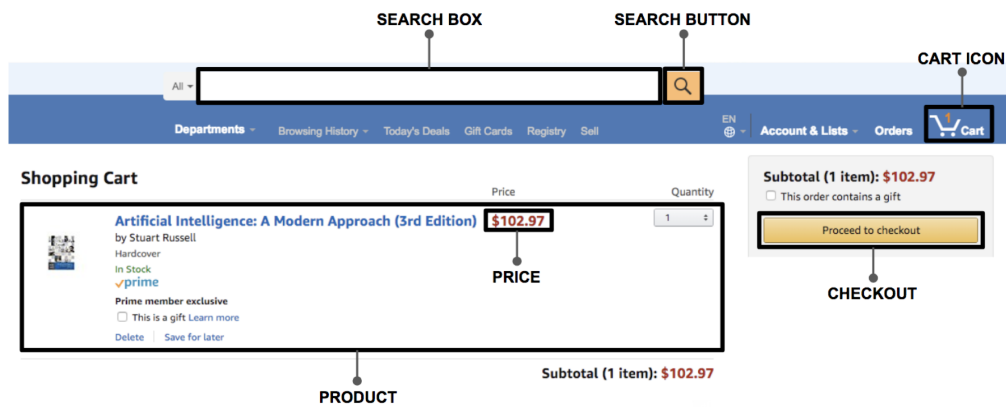 SEARCH BOX
SEARCH BUTTON
CART ICON
All
EN
Departments
Browsing History
Today's Deals
Gift Cards
Registry
Sell
Account & Lists
Orders
1
Cart
Shopping Cart
Price
Quantity
Artificial Intelligence: A Modern Approach (3rd Edition)
$102.97
1
by Stuart Russell
Hardcover
In Stock
prime
Prime member exclusive
This is a gift Learn more
Delete
Save for later
PRICE
Subtotal (1 item): $102.97
This order contains a gift
Proceed to checkout
CHECKOUT
Subtotal (1 item): $102.97
PRODUCT